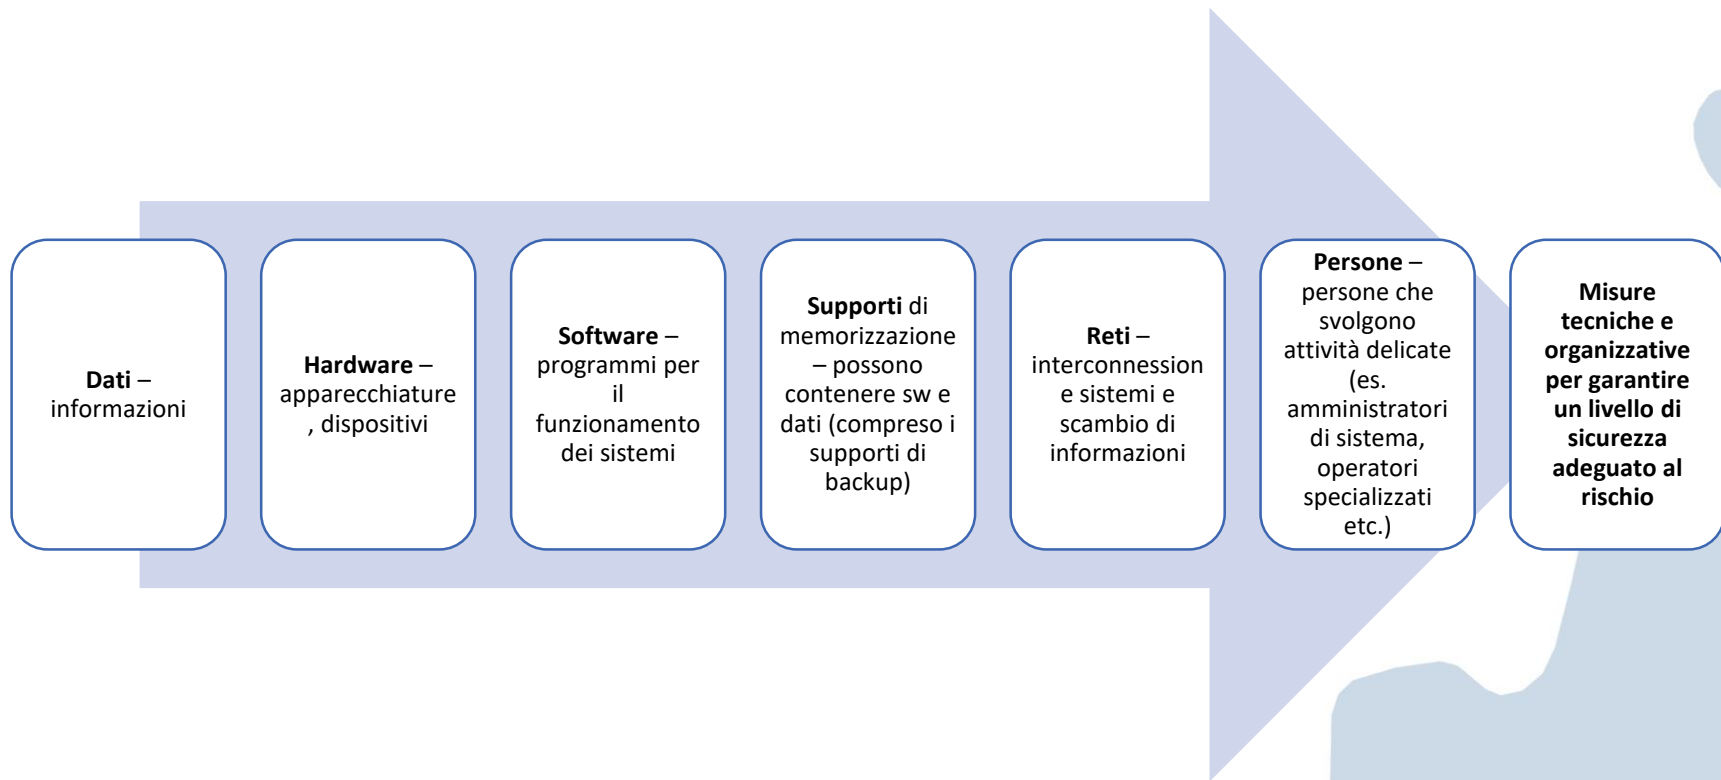 Dati –
informazioni
Hardware –
apparecchiature
, dispositivi
Software –
programmi per
il
funzionamento
dei sistemi
Supporti di
memorizzazione
– possono
contenere sw e
dati (compreso i
supporti di
backup)
Reti –
interconnession
e sistemi e
scambio di
informazioni
Persone –
persone che
svolgono
attività delicate
(es.
amministratori
di sistema,
operatori
specializzati
etc.)
Misure
tecniche e
organizzative
per garantire
un livello di
sicurezza
adeguato al
rischio